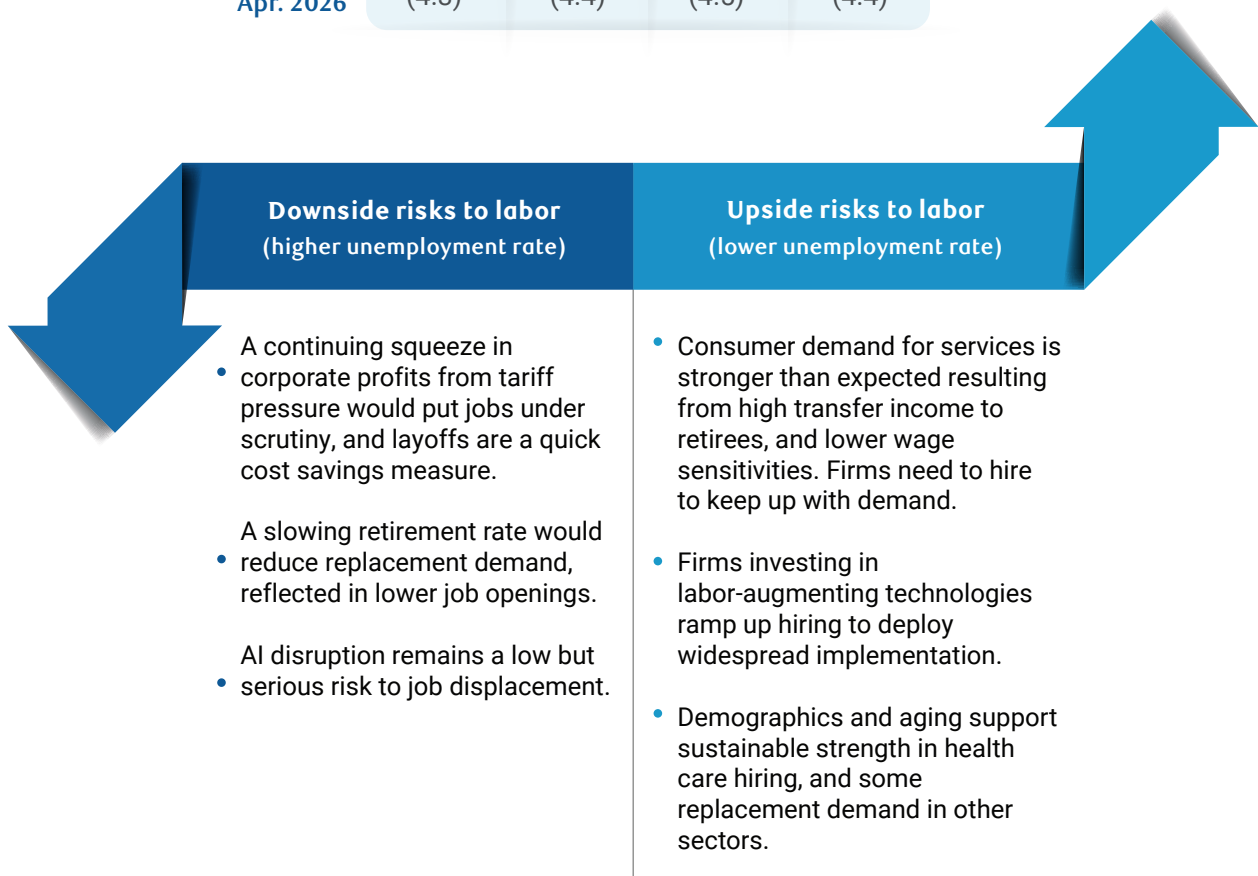 Apr. 2026
(4.4)
(4.4)
Downside risks to labor
(higher unemployment rate)
A continuing squeeze in
corporate profits from tariff
pressure would put jobs under
scrutiny, and layoffs are a quick
cost savings measure.
A slowing retirement rate would
reduce replacement demand,
reflected in lower job openings.
AI disruption remains a low but
serious risk to job displacement.
Upside risks to labor
(lower unemployment rate)
Consumer demand for services is
stronger than expected resulting
from high transfer income to
retirees, and lower wage
sensitivities. Firms need to hire
to keep up with demand.
Firms investing in
labor-augmenting technologies
ramp up hiring to deploy
widespread implementation.
Demographics and aging support
sustainable strength in health
care hiring, and some
replacement demand in other
sectors.